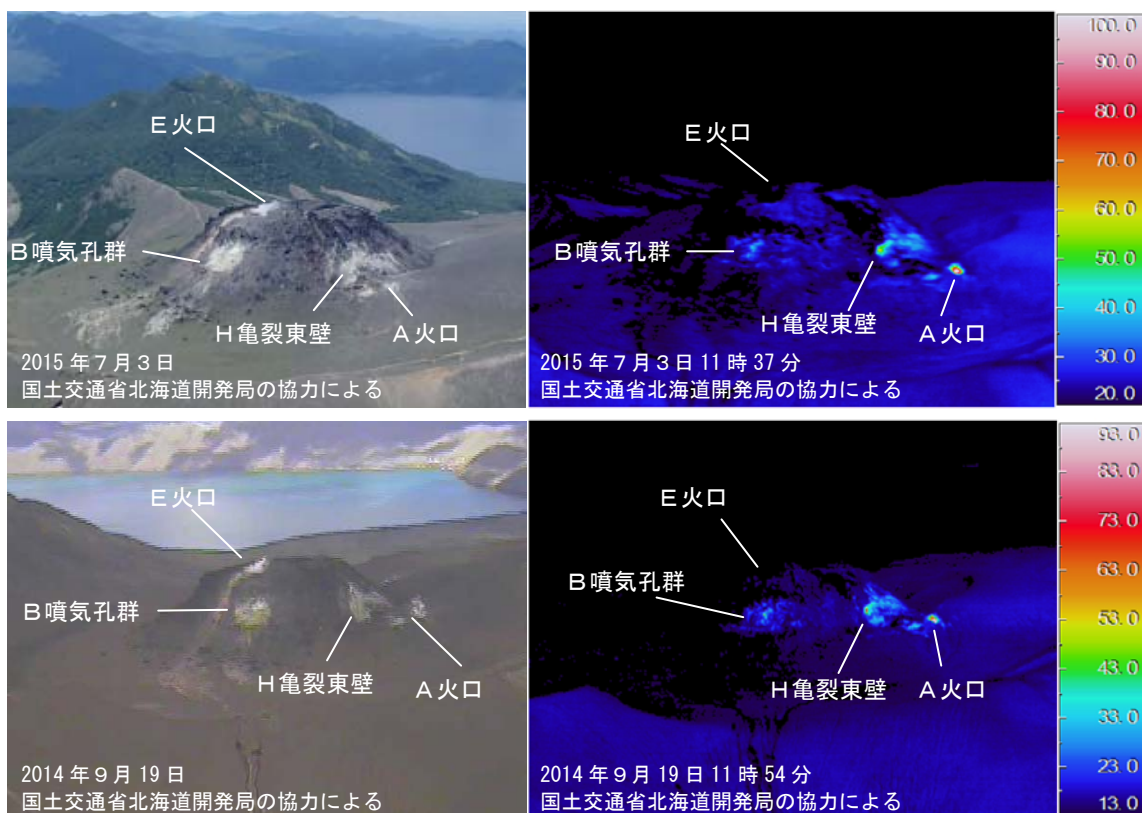 E火口
B噴気孔群
H亀裂東壁
A火口
2015年7月3日
国土交通省北海道開発局の協力による
E火口
B噴気孔群
H亀裂東壁
A火口
2015年7月3日11時37分
国土交通省北海道開発局の協力による
100.0
90.0
80.0
70.0
60.0
50.0
40.0
30.0
20.0
E火口
B噴気孔群
H亀裂東壁
A火口
2014年9月19日
国土交通省北海道開発局の協力による
E火口
B噴気孔群
H亀裂東壁
A火口
2014年9月19日11時54分
国土交通省北海道開発局の協力による
93.0
83.0
73.0
63.0
53.0
43.0
33.0
23.0
13.0